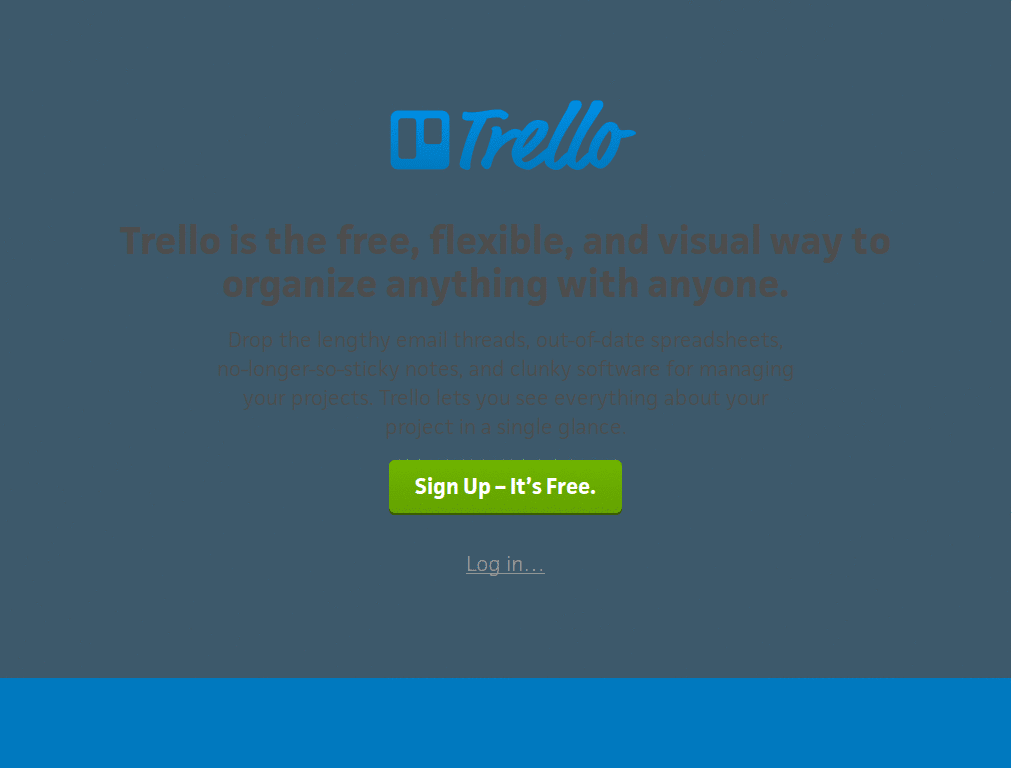 Trello
Trello is the free, flexible, and visual way to
organize anything with anyone.
Drop the lengthy email threads, out-of-date spreadsheets,
no-longer-so-sticky notes, and clunky software for managing
your projects. Trello lets you see everything about your
project in a single glance.
Sign Up – It’s Free.
Log in…